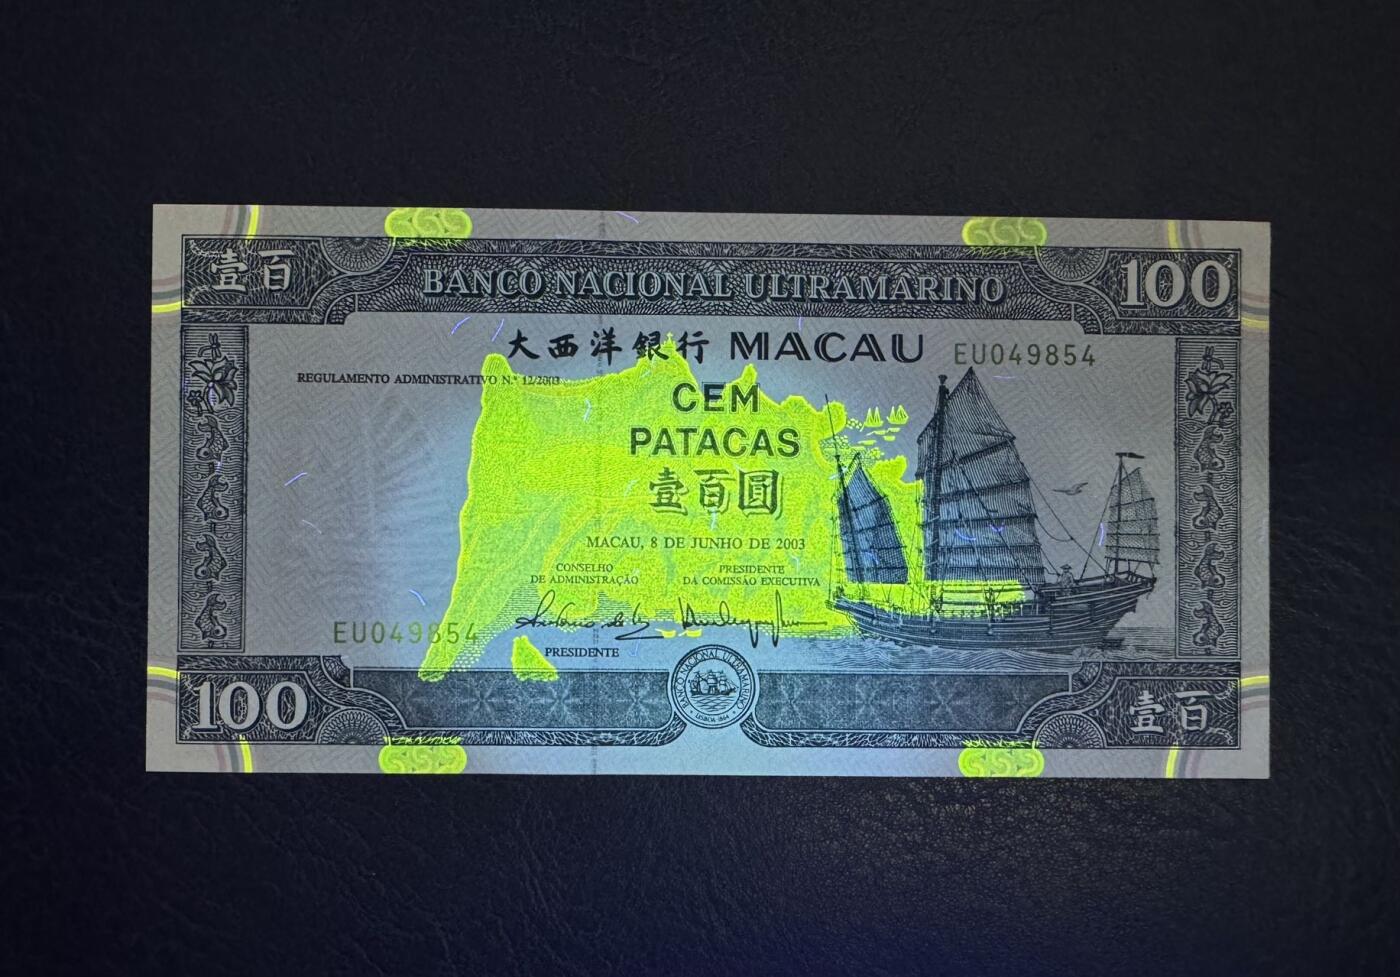 壹百
BANCO NACIONAL ULTRAMARINO
100
大西洋銀行 MACAU
EU049854
REGULAMENTO ADMINISTRATIVO N.º 12/2003
CEM
PATACAS
壹百圓
MACAU, 8 DE JUNHO DE 2003
CONSELHO
DE ADMINISTRAÇÃO
PRESIDENTE
DA COMISSÃO EXECUTIVA
EU049854
PRESIDENTE
100
BANCO NACIONAL ULTRAMARINO
LISBOA 1864
壹百